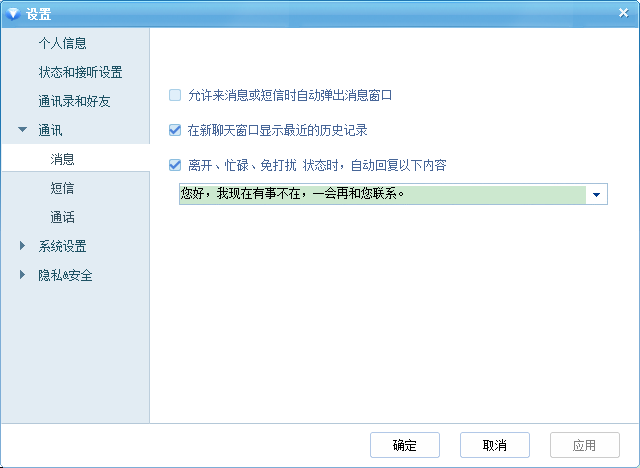 设置
个人信息
状态和接听设置
通讯录和好友
通讯
消息
短信
通话
系统设置
隐私&安全
允许来消息或短信时自动弹出消息窗口
在新聊天窗口显示最近的历史记录
离开、忙碌、免打扰 状态时，自动回复以下内容
您好，我现在有事不在，一会再和您联系。
确定
取消
应用